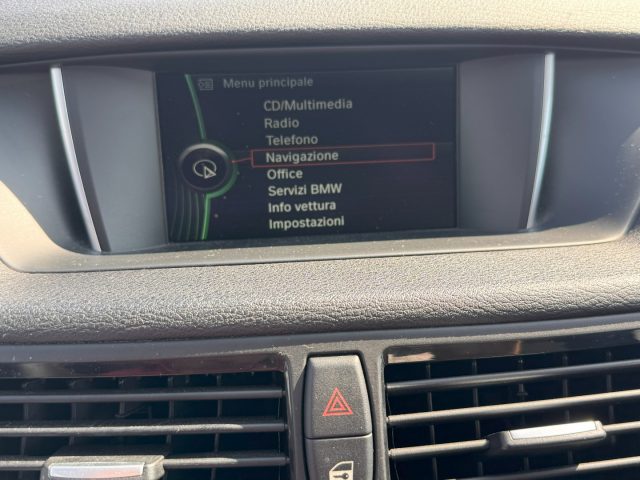 Menu principale
CD/Multimedia
Radio
Telefono
Navigazione
Office
Servizi BMW
Info vettura
Impostazioni